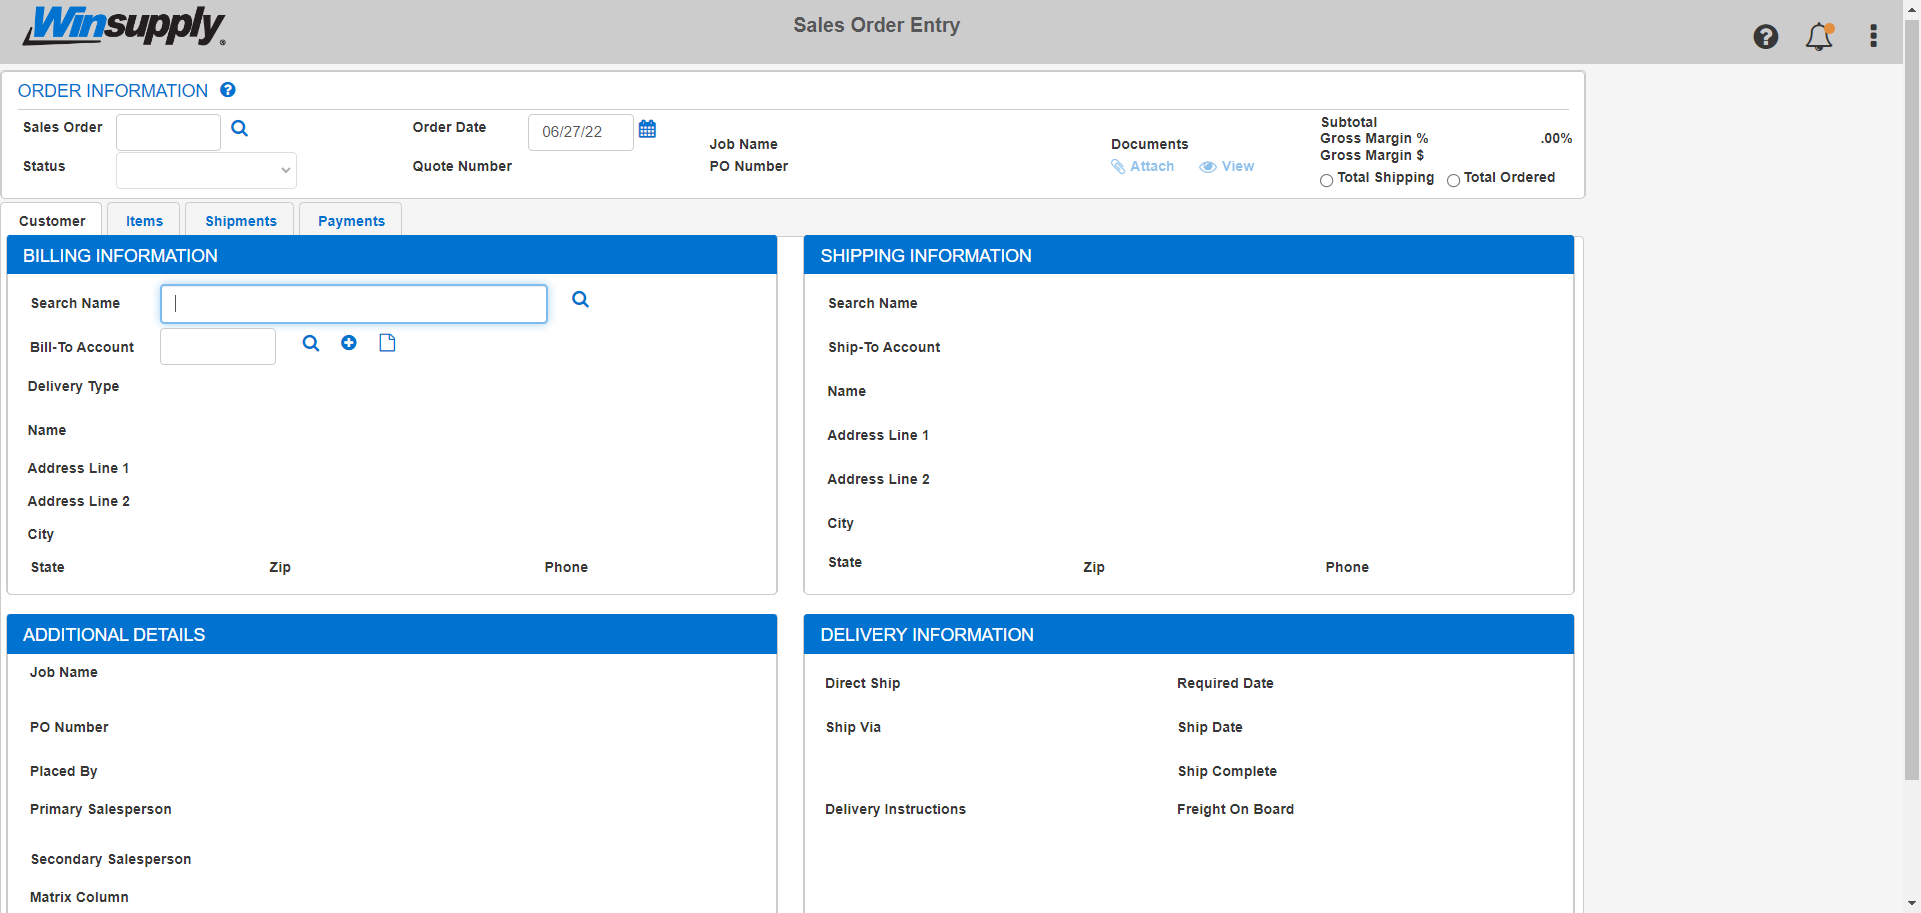 Winsupply
Sales Order Entry
ORDER INFORMATION
Sales Order
Order Date
06/27/22
Job Name
Documents
Subtotal
Gross Margin % .00%
Gross Margin $
Status
Quote Number
PO Number
Attach
View
Total Shipping
Total Ordered
Customer
Items
Shipments
Payments
BILLING INFORMATION
Search Name
Bill-To Account
Delivery Type
Name
Address Line 1
Address Line 2
City
State
Zip
Phone
SHIPPING INFORMATION
Search Name
Ship-To Account
Name
Address Line 1
Address Line 2
City
State
Zip
Phone
ADDITIONAL DETAILS
Job Name
PO Number
Placed By
Primary Salesperson
Secondary Salesperson
Matrix Column
DELIVERY INFORMATION
Direct Ship
Required Date
Ship Via
Ship Date
Ship Complete
Delivery Instructions
Freight On Board